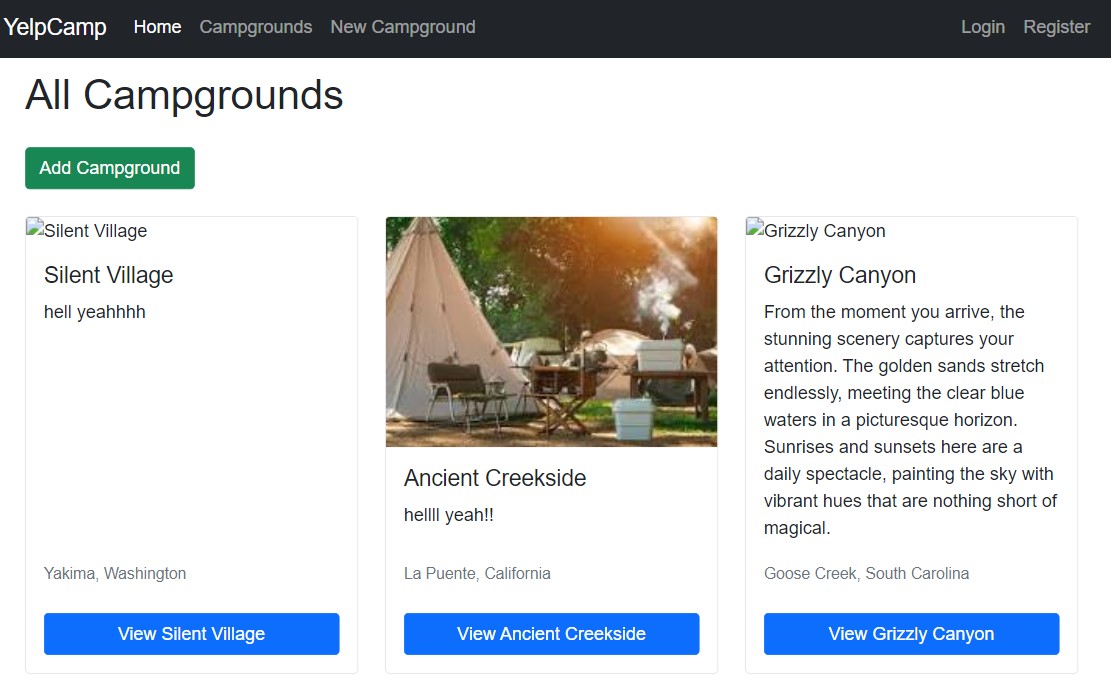 YelpCamp Home Campgrounds New Campground Login Register
All Campgrounds
Add Campground
Silent Village
Silent Village
hell yeahhhh
Yakima, Washington
View Silent Village
Ancient Creekside
hellll yeah!!
La Puente, California
View Ancient Creekside
Grizzly Canyon
Grizzly Canyon
From the moment you arrive, the
stunning scenery captures your
attention. The golden sands stretch
endlessly, meeting the clear blue
waters in a picturesque horizon.
Sunrises and sunsets here are a
daily spectacle, painting the sky with
vibrant hues that are nothing short of
magical.
Goose Creek, South Carolina
View Grizzly Canyon